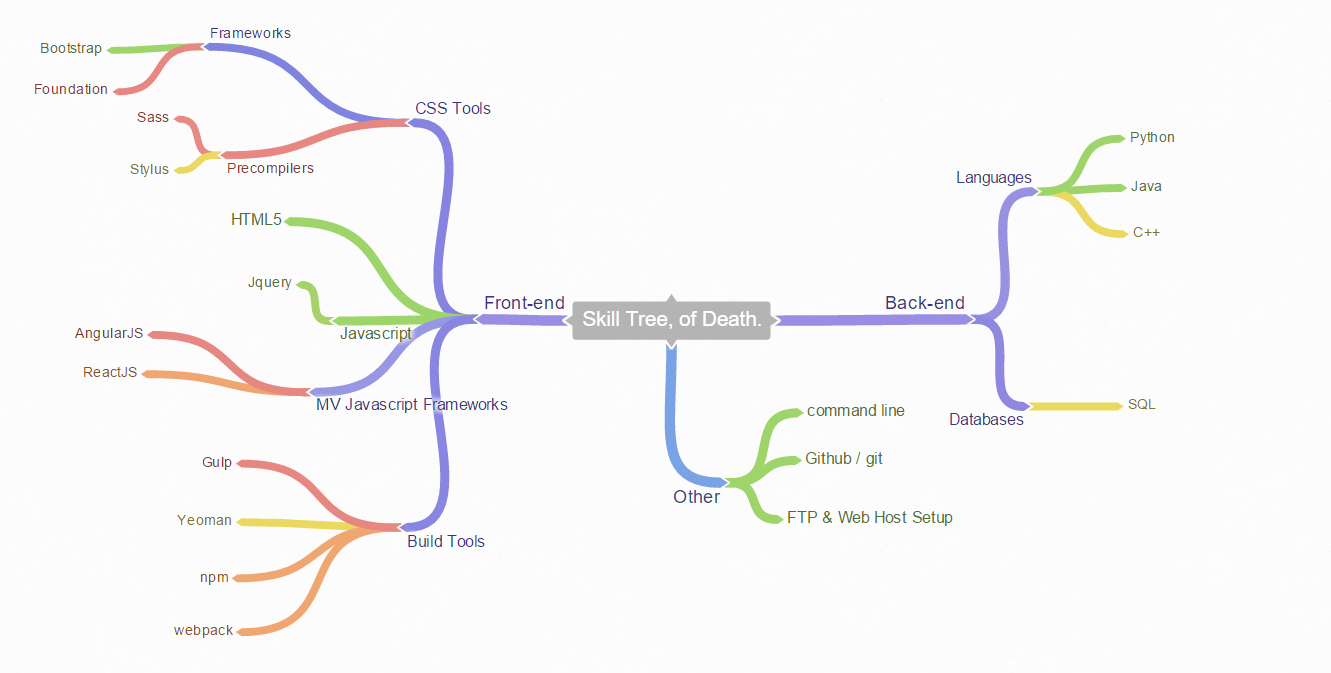 Skill Tree, of Death.
Front-end
CSS Tools
Frameworks
Bootstrap
Foundation
Precompilers
Sass
Stylus
HTML5
Javascript
Jquery
MV Javascript Frameworks
AngularJS
ReactJS
Build Tools
Gulp
Yeoman
npm
webpack
Back-end
Languages
Python
Java
C++
Databases
SQL
Other
command line
Github / git
FTP & Web Host Setup